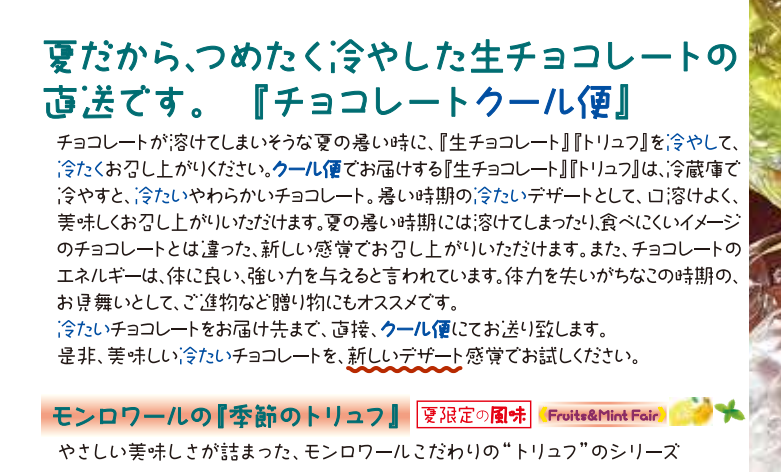 夏だから、つめたく冷やした生チョコレートの
直送です。 『チョコレートクール便』
チョコレートが溶けてしまいそうな夏の暑い時に、『生チョコレート』『トリュフ』を冷やして、
冷たくお召し上がりください。クール便でお届けする『生チョコレート』『トリュフ』は、冷蔵庫で
冷やすと、冷たいやわらかいチョコレート。暑い時期の冷たいデザートとして、口溶けよく、
美味しくお召し上がりいただけます。夏の暑い時期には溶けてしまったり、食べにくいイメージ
のチョコレートとは違った、新しい感覚でお召し上がりいただけます。また、チョコレートの
エネルギーは、体に良い、強い力を与えると言われています。体力を失いがちなこの時期の、
お見舞いとして、ご進物など贈り物にもオススメです。
冷たいチョコレートをお届け先まで、直接、クール便にてお送り致します。
是非、美味しい冷たいチョコレートを、新しいデザート感覚でお試しください。
モンロワールの『季節のトリュフ』 夏限定の風味 Fruits&Mint Fair
やさしい美味しさが詰まった、モンロワールこだわりの“トリュフ”のシリーズ